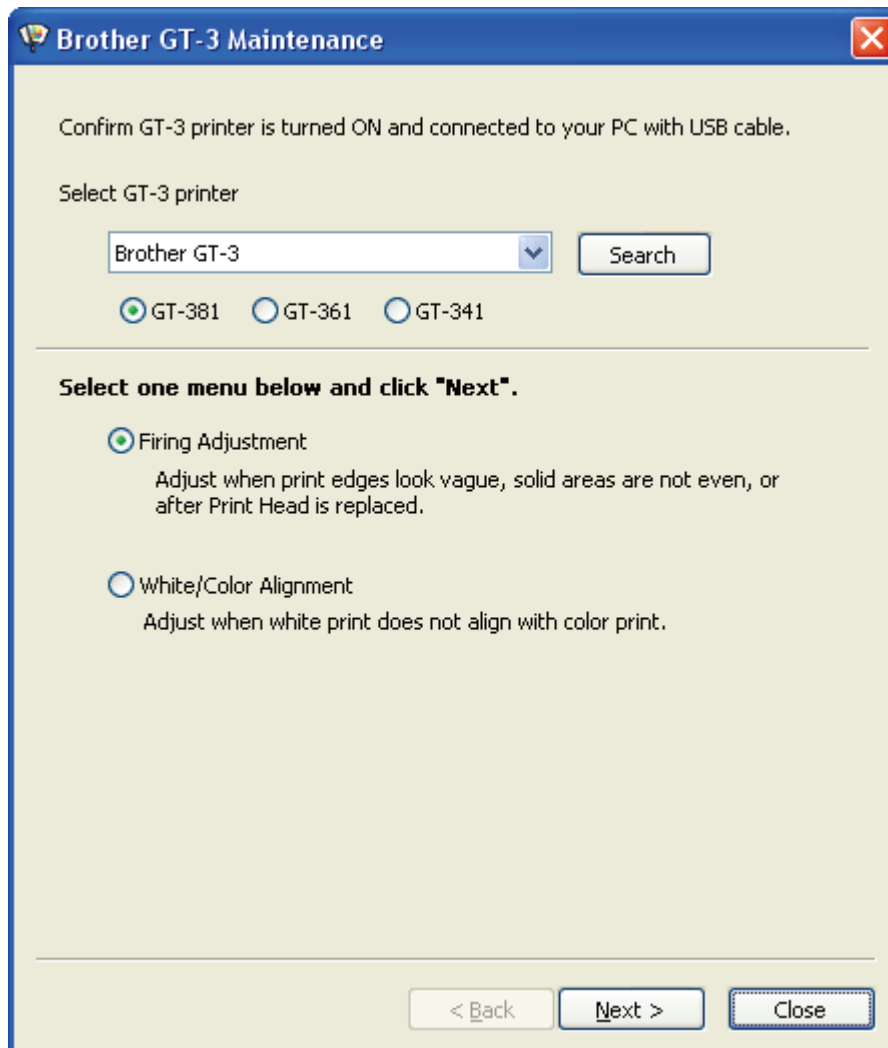 Brother GT-3 Maintenance
Confirm GT-3 printer is turned ON and connected to your PC with USB cable.
Select GT-3 printer
Brother GT-3 Search
GT-381 GT-361 GT-341
Select one menu below and click "Next".
Firing Adjustment
Adjust when print edges look vague, solid areas are not even, or
after Print Head is replaced.
White/Color Alignment
Adjust when white print does not align with color print.
< Back Next > Close